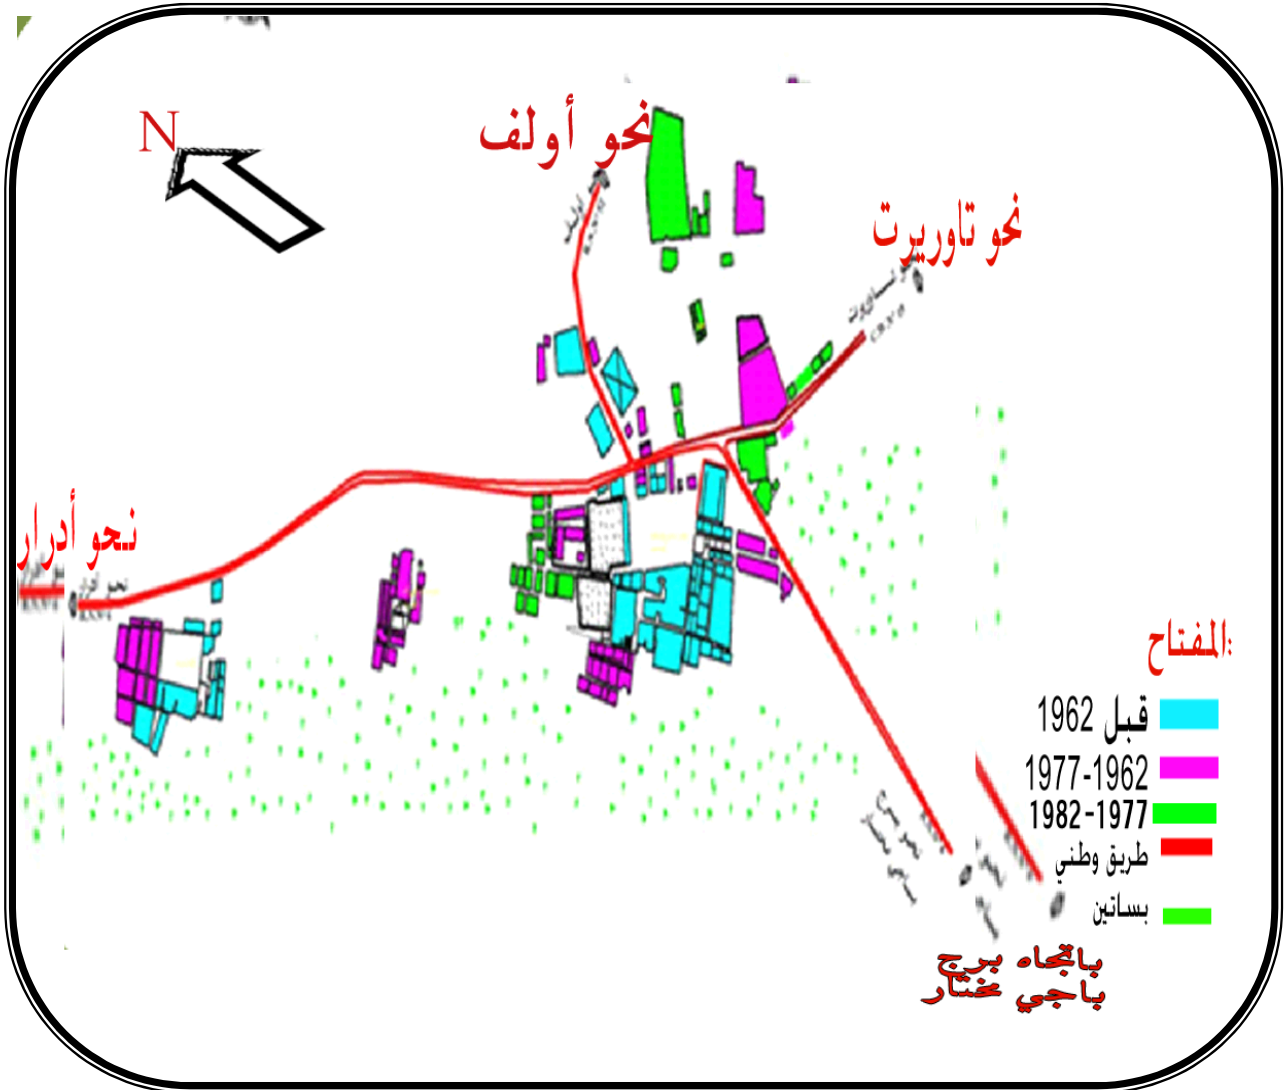 N
نحو أولف
نحو تاوريرت
نحو أدرار
المفتاح:
قبل 1962
1977-1962
1982-1977
طريق وطني
بساتين
باتجاه برج
باجي مختار